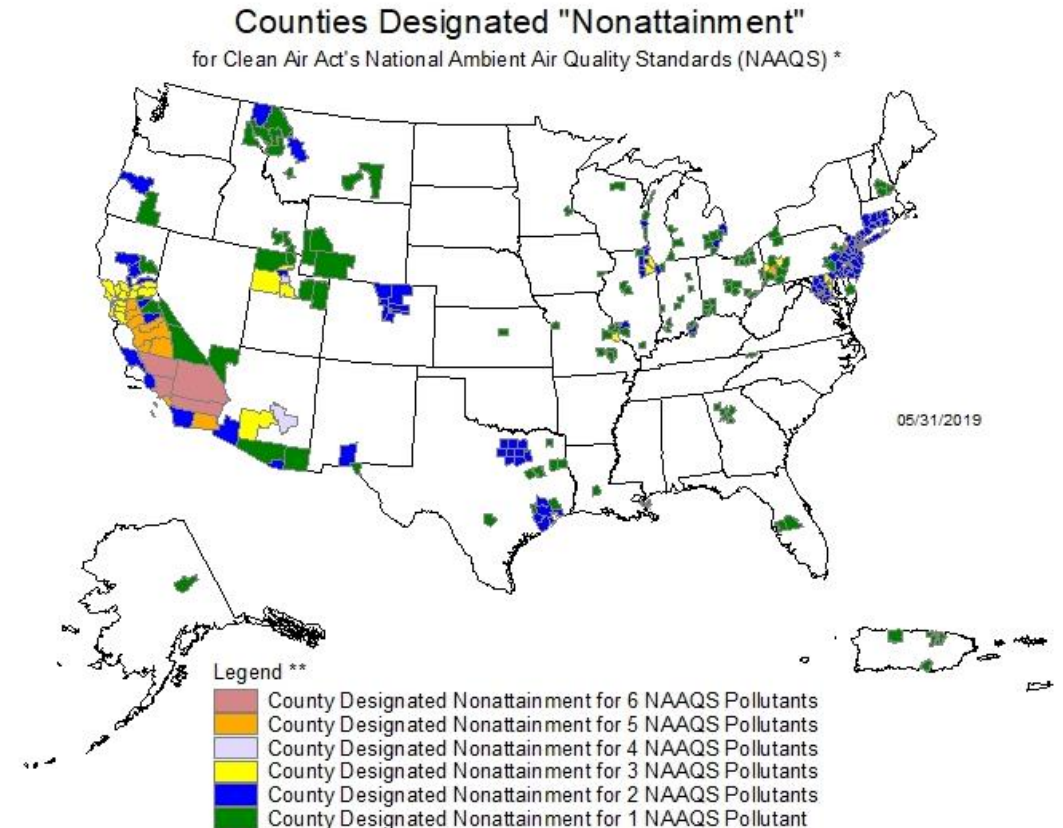 Counties Designated "Nonattainment"
for Clean Air Act's National Ambient Air Quality Standards (NAAQS) *
05/31/2019
Legend **
County Designated Nonattainment for 6 NAAQS Pollutants
County Designated Nonattainment for 5 NAAQS Pollutants
County Designated Nonattainment for 4 NAAQS Pollutants
County Designated Nonattainment for 3 NAAQS Pollutants
County Designated Nonattainment for 2 NAAQS Pollutants
County Designated Nonattainment for 1 NAAQS Pollutant